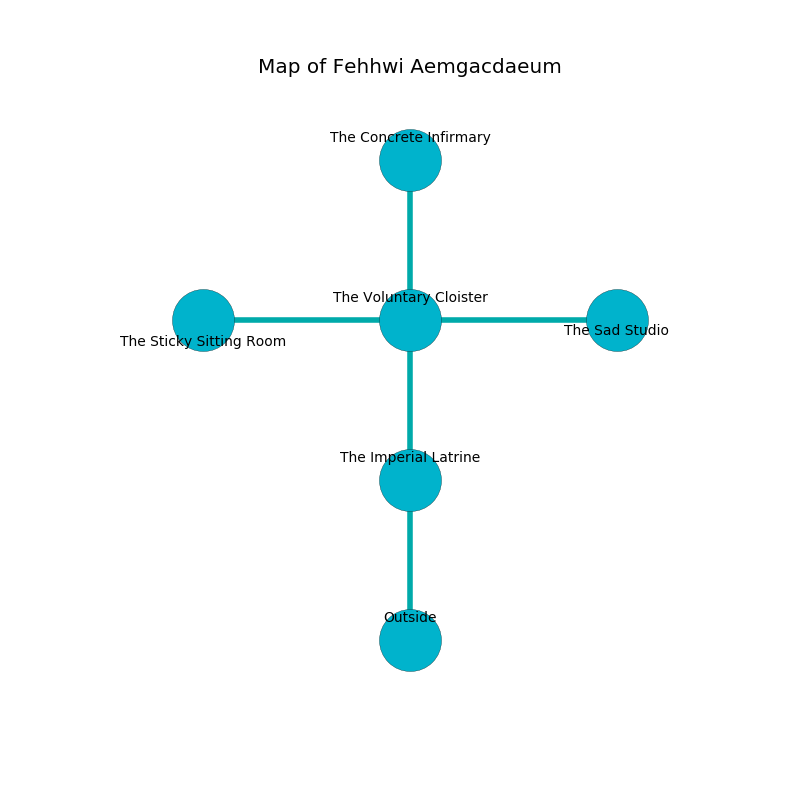 Map of Fehhwi Aemgacdaeum
The Concrete Infirmary
The Voluntary Cloister
The Sticky Sitting Room
The Sad Studio
The Imperial Latrine
Outside